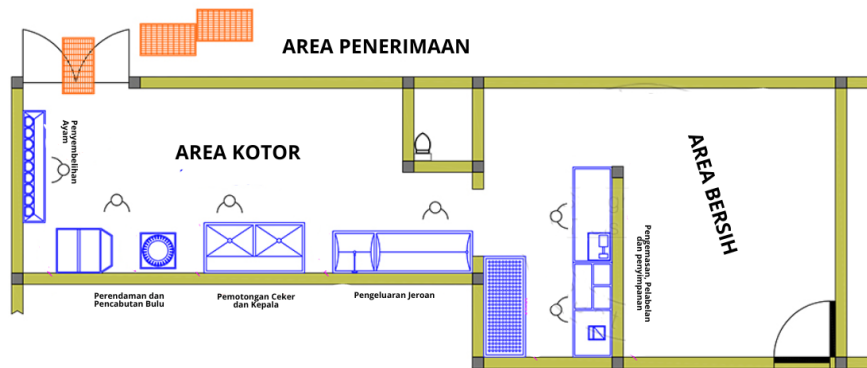 AREA PENERIMAAN
AREA KOTOR
Penyembelihan
Ayam
AREA BERSIH
Pengemasan, Pelabelan
dan penyimpanan
Perendaman dan
Pencabutan Bulu
Pemotongan Ceker
dan Kepala
Pengeluaran Jeroan